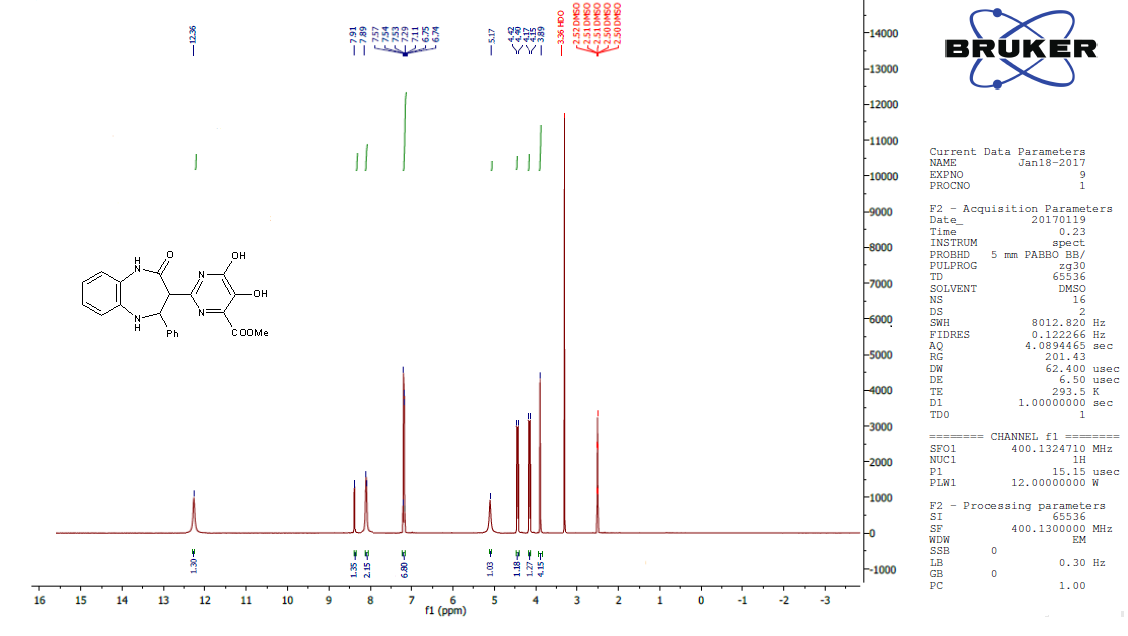 12.36
7.91
7.89
7.57
7.54
7.53
7.29
7.11
6.75
6.74
5.17
4.42
4.40
4.17
4.15
3.89
3.36 HDO
2.52 DMSO
2.51 DMSO
2.51 DMSO
2.50 DMSO
2.50 DMSO
14000
13000
12000
11000
10000
9000
8000
7000
6000
5000
4000
3000
2000
1000
0
-1000
H
N
O
N
OH
OH
N
COOMe
N
H
Ph
1.30
1.35
2.15
6.80
1.03
1.18
1.27
4.15
16 15 14 13 12 11 10 9 8 7 6 5 4 3 2 1 0 -1 -2 -3
f1 (ppm)
BRUKER
Current Data Parameters
NAME Jan18-2017
EXPNO 9
PROCNO 1
F2 - Acquisition Parameters
Date_ 20170119
Time 0.23
INSTRUM spect
PROBHD 5 mm PABBO BB/
PULPROG zg30
TD 65536
SOLVENT DMSO
NS 16
DS 2
SWH 8012.820 Hz
FIDRES 0.122266 Hz
AQ 4.0894465 sec
RG 201.43
DW 62.400 usec
DE 6.50 usec
TE 293.5 K
D1 1.00000000 sec
TD0 1
======== CHANNEL f1 ========
SFO1 400.1324710 MHz
NUC1 1H
P1 15.15 usec
PLW1 12.00000000 W
F2 - Processing parameters
SI 65536
SF 400.1300000 MHz
WDW EM
SSB 0
LB 0.30 Hz
GB 0
PC 1.00